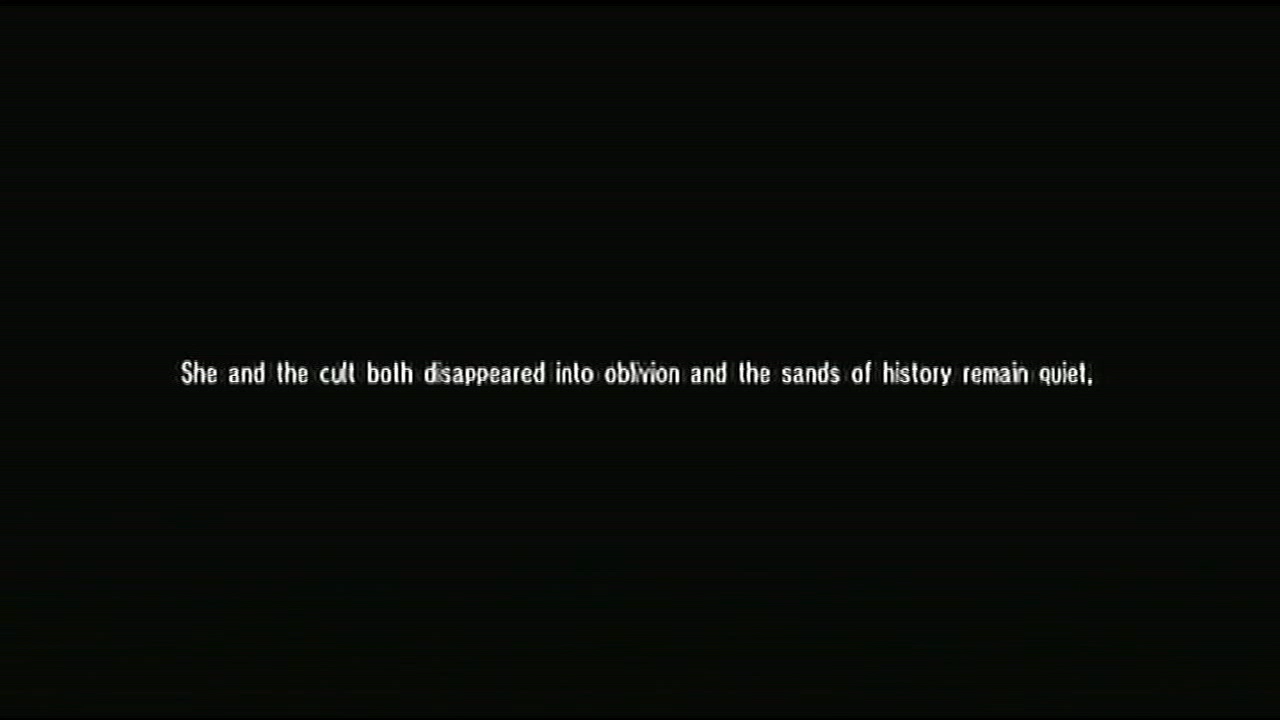 She and the cult both disappeared into oblivion and the sands of history remain quiet,